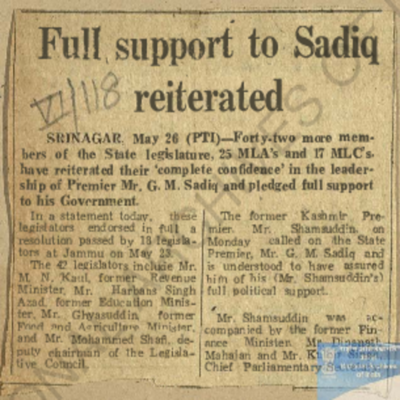 Full support to Sadiq
reiterated
VI/118
SRINAGAR, May 26 (PTI)—Forty-two more mem-
bers of the State legislature, 25 MLA's and 17 MLC's-
have reiterated their 'complete confidence' in the leader-
ship of Premier Mr. G. M. Sadiq and pledged full support
to his Government.
In a statement today, these
legislators endorsed in full a
resolution passed by 18 legisla-
tors at Jammu on May 23.
The 42 legislators include Mr.
M. N. Kaul, former Revenue
Minister, Mr. Harbans Singh
Azad, former Education Minis-
ter, Mr. Ghyasuddin former
Food and Agriculture Minister,
and Mr. Mohammed Shafi, de-
puty chairman of the Legisla-
tive Council.
The former Kashmir Pre-
mier, Mr. Shamsuddin, on
Monday called on the State
Premier, Mr. G. M. Sadiq and
is understood to have assured
him of his (Mr. Shamsuddin's)
full political support.
Mr. Shamsuddin was ac-
companied by the former Fin-
ance Minister, Mr.
Mahajan and Mr.
Chief Parliamentary